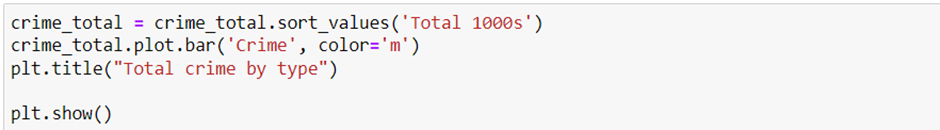 crime_total = crime_total.sort_values('Total 1000s')
crime_total.plot.bar('Crime', color='m')
plt.title("Total crime by type")
plt.show()